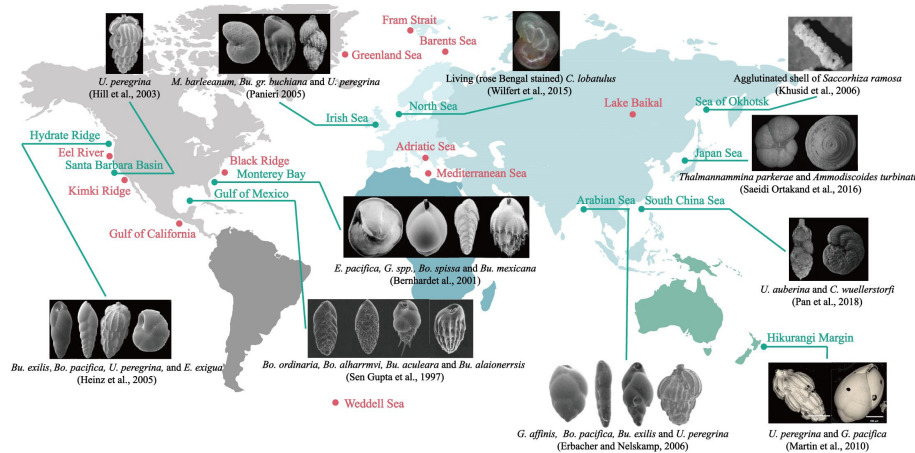 Fram Strait
Barents Sea
Greenland Sea
U. peregrina
(Hill et al., 2003)
M. barleeanum, Bu. gr. buchiana and U. peregrina
(Panieri 2005)
Living (rose Bengal stained) C. lobatulus
(Wilfert et al., 2015)
Agglutinated shell of Saccorhiza ramosa
(Khusid et al., 2006)
Lake Baikal
Sea of Okhotsk
North Sea
Irish Sea
Hydrate Ridge
Eel River
Santa Barbara Basin
Kimki Ridge
Black Ridge
Monterey Bay
Gulf of Mexico
Gulf of California
Adriatic Sea
Mediterranean Sea
Japan Sea
Thalmannammina parkerae and Ammodiscoides turbinatus
(Saeidi Ortakand et al., 2016)
Arabian Sea
South China Sea
E. pacifica, G. spp., Bo. spissa and Bu. mexicana
(Bernhardet al., 2001)
U. auberina and C. wuellerstorfi
(Pan et al., 2018)
Hikurangi Margin
Bu. exilis, Bo. pacifica, U. peregrina, and E. exigua
(Heinz et al., 2005)
Bo. ordinaria, Bo. alharrmvi, Bu. aculeara and Bu. alaionerrsis
(Sen Gupta et al., 1997)
Weddell Sea
G. affinis, Bo. pacifica, Bu. exilis and U. peregrina
(Erbacher and Nelskamp, 2006)
U. peregrina and G. pacifica
(Martin et al., 2010)